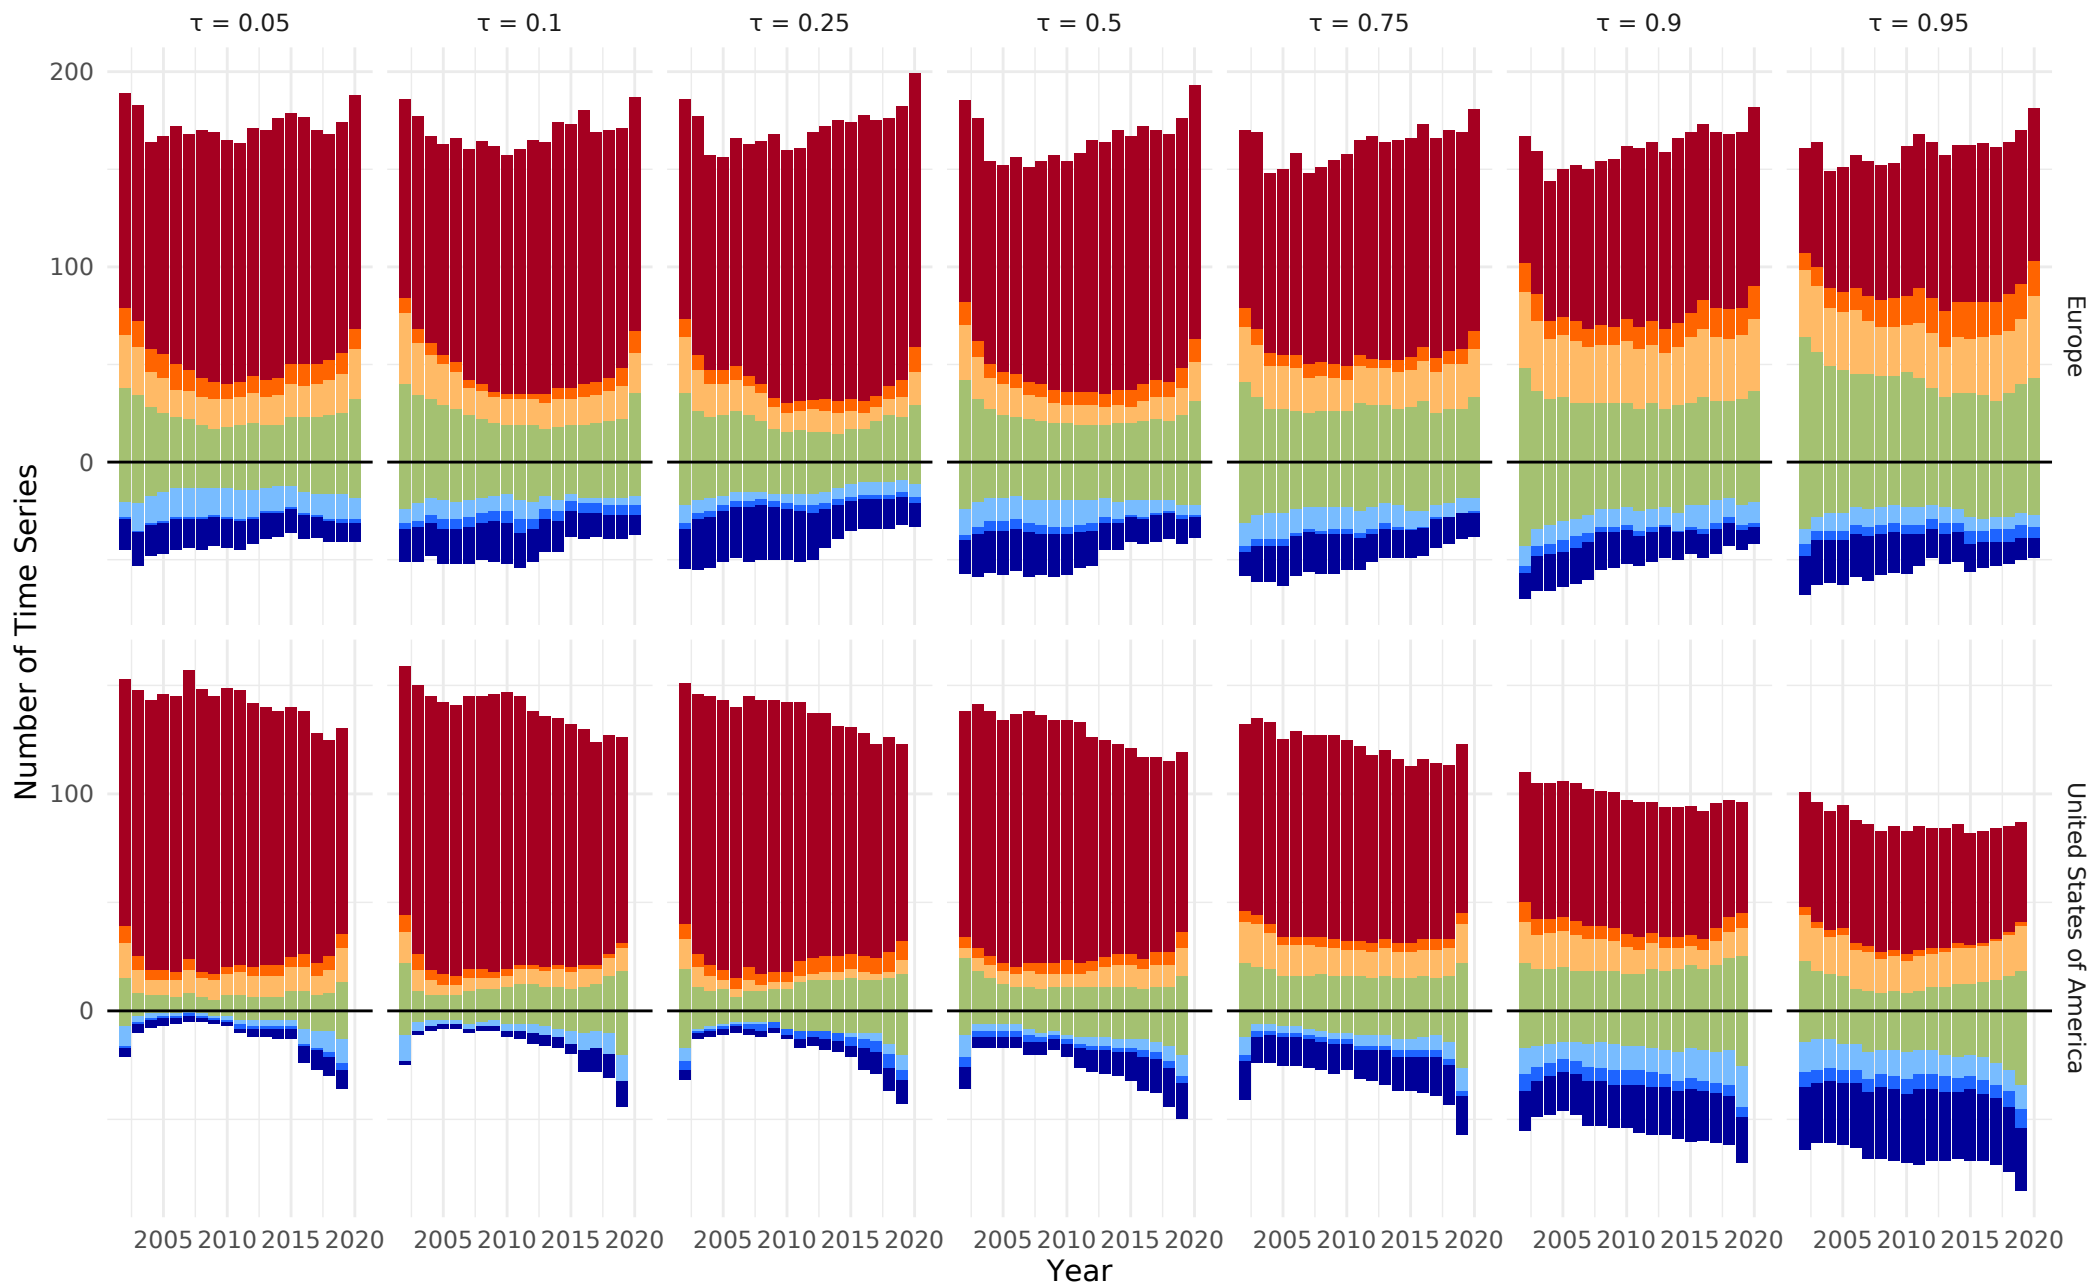 τ = 0.05 τ = 0.1 τ = 0.25 τ = 0.5 τ = 0.75 τ = 0.9 τ = 0.95
200
100
0
Europe
Number of Time Series
100
0
United States of America
2005 2010 2015 2020 2005 2010 2015 2020 2005 2010 2015 2020 2005 2010 2015 2020 2005 2010 2015 2020 2005 2010 2015 2020 2005 2010 2015 2020
Year